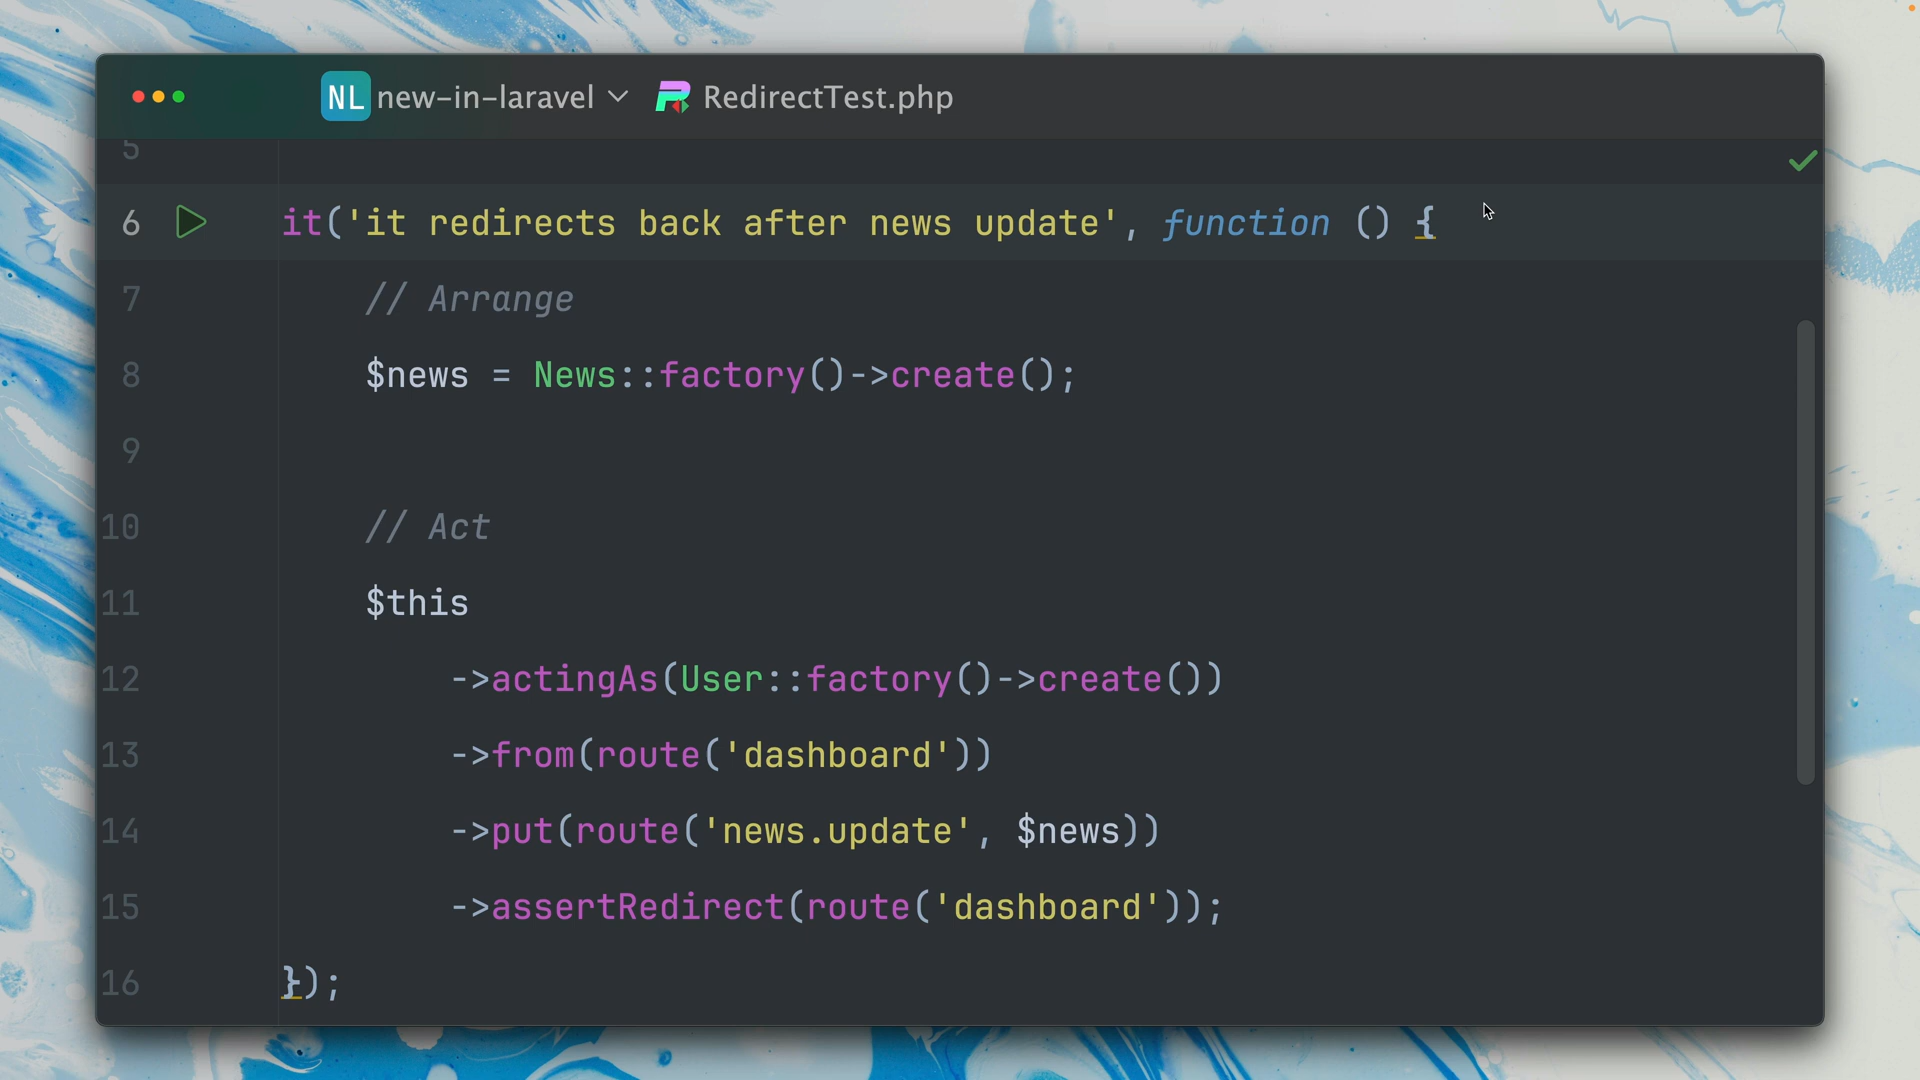 NL new-in-laravel RedirectTest.php
5
6 it('it redirects back after news update', function () {
7 // Arrange
8 $news = News::factory()->create();
9
10 // Act
11 $this
12 ->actingAs(User::factory()->create())
13 ->from(route('dashboard'))
14 ->put(route('news.update', $news))
15 ->assertRedirect(route('dashboard'));
16 });